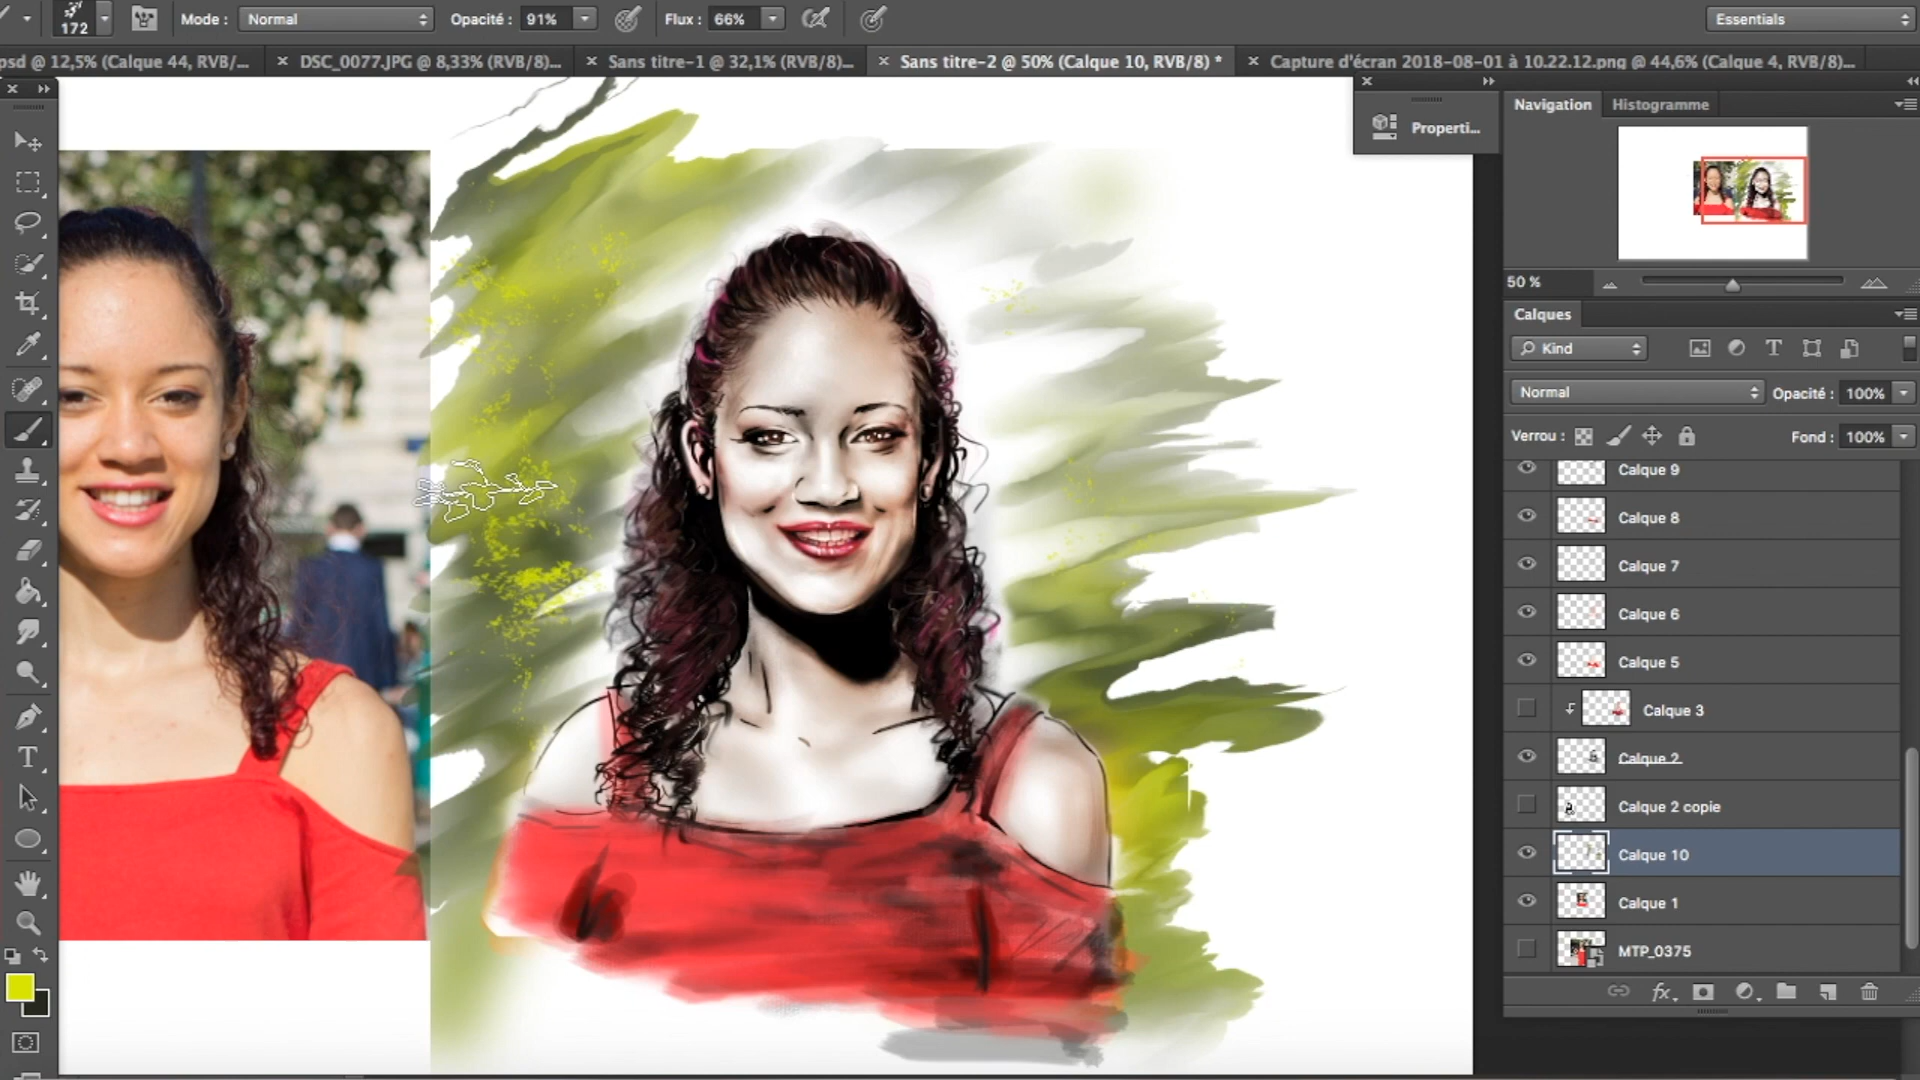 172 Mode : Normal Opacité : 91% Flux : 66% Essentials
psd @ 12,5% (Calque 44, RVB/... × DSC_0077.JPG @ 8,33% (RVB/8)... × Sans titre-1 @ 32,1% (RVB/8)... × Sans titre-2 @ 50% (Calque 10, RVB/8) * × Capture d'écran 2018-08-01 à 10.22.12.png @ 44,6% (Calque 4, RVB/8)...
Properti...
Navigation Histogramme
50 %
Calques
Kind
Normal Opacité : 100%
Verrou : Fond : 100%
Calque 9
Calque 8
Calque 7
Calque 6
Calque 5
Calque 3
Calque 2
Calque 2 copie
Calque 10
Calque 1
MTP_0375
fx